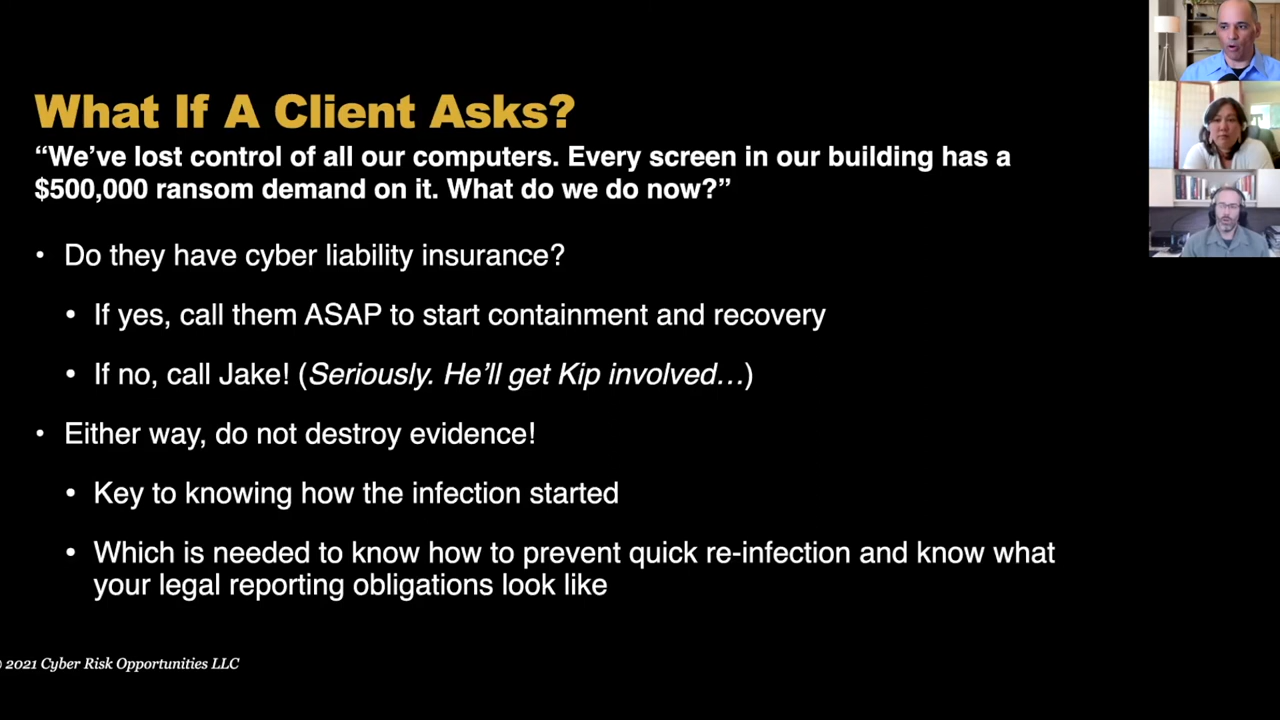 What If A Client Asks?
“We’ve lost control of all our computers. Every screen in our building has a
$500,000 ransom demand on it. What do we do now?”
• Do they have cyber liability insurance?
• If yes, call them ASAP to start containment and recovery
• If no, call Jake! (Seriously. He’ll get Kip involved…)
• Either way, do not destroy evidence!
• Key to knowing how the infection started
• Which is needed to know how to prevent quick re-infection and know what
your legal reporting obligations look like
© 2021 Cyber Risk Opportunities LLC